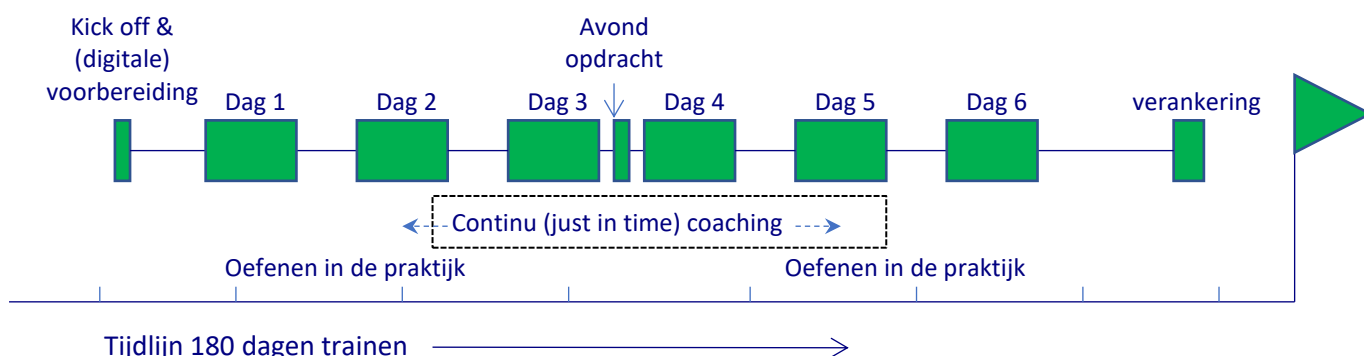 Kick off &
(digitale)
voorbereiding
Dag 1
Dag 2
Dag 3
Avond
opdracht
Dag 4
Dag 5
Dag 6
verankering
Continu (just in time) coaching
Oefenen in de praktijk
Oefenen in de praktijk
Tijdlijn 180 dagen trainen